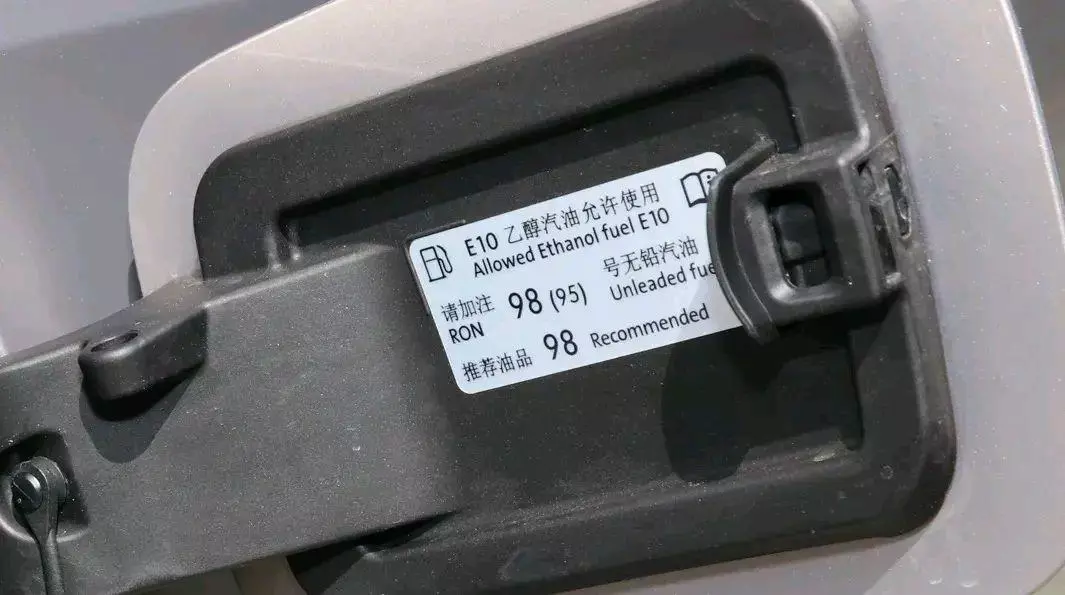 E10 乙醇汽油允许使用
Allowed Ethanol fuel E10
请加注 98 (95) 号无铅汽油
RON Unleaded
推荐油品 98 Recommended